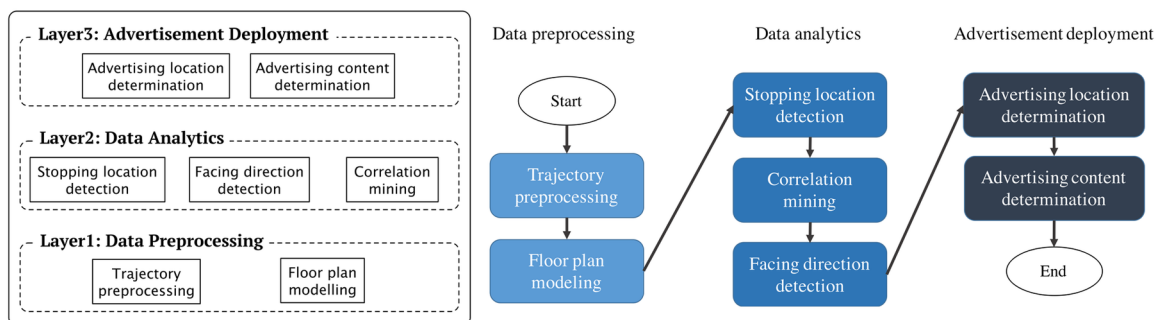 Layer3: Advertisement Deployment
Advertising location
determination
Advertising content
determination
Layer2: Data Analytics
Stopping location
detection
Facing direction
detection
Correlation
mining
Layer1: Data Preprocessing
Trajectory
preprocessing
Floor plan
modelling
Data preprocessing
Start
Trajectory
preprocessing
Floor plan
modeling
Data analytics
Stopping location
detection
Correlation
mining
Facing direction
detection
Advertisement deployment
Advertising location
determination
Advertising content
determination
End